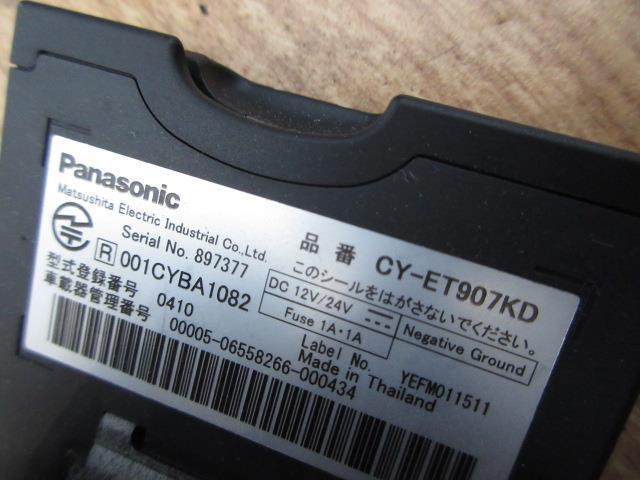 Panasonic
Matsushita Electric Industrial Co.,Ltd.
Serial No. 897377
R 001CYBA1082
型式登録番号 0410
車載器管理番号 00005-06558266-000434
品番 CY-ET907KD
このシールをはがさないでください。
DC 12V/24V
Negative Ground
Fuse 1A・1A
Label No. YEFM011511
Made in Thailand